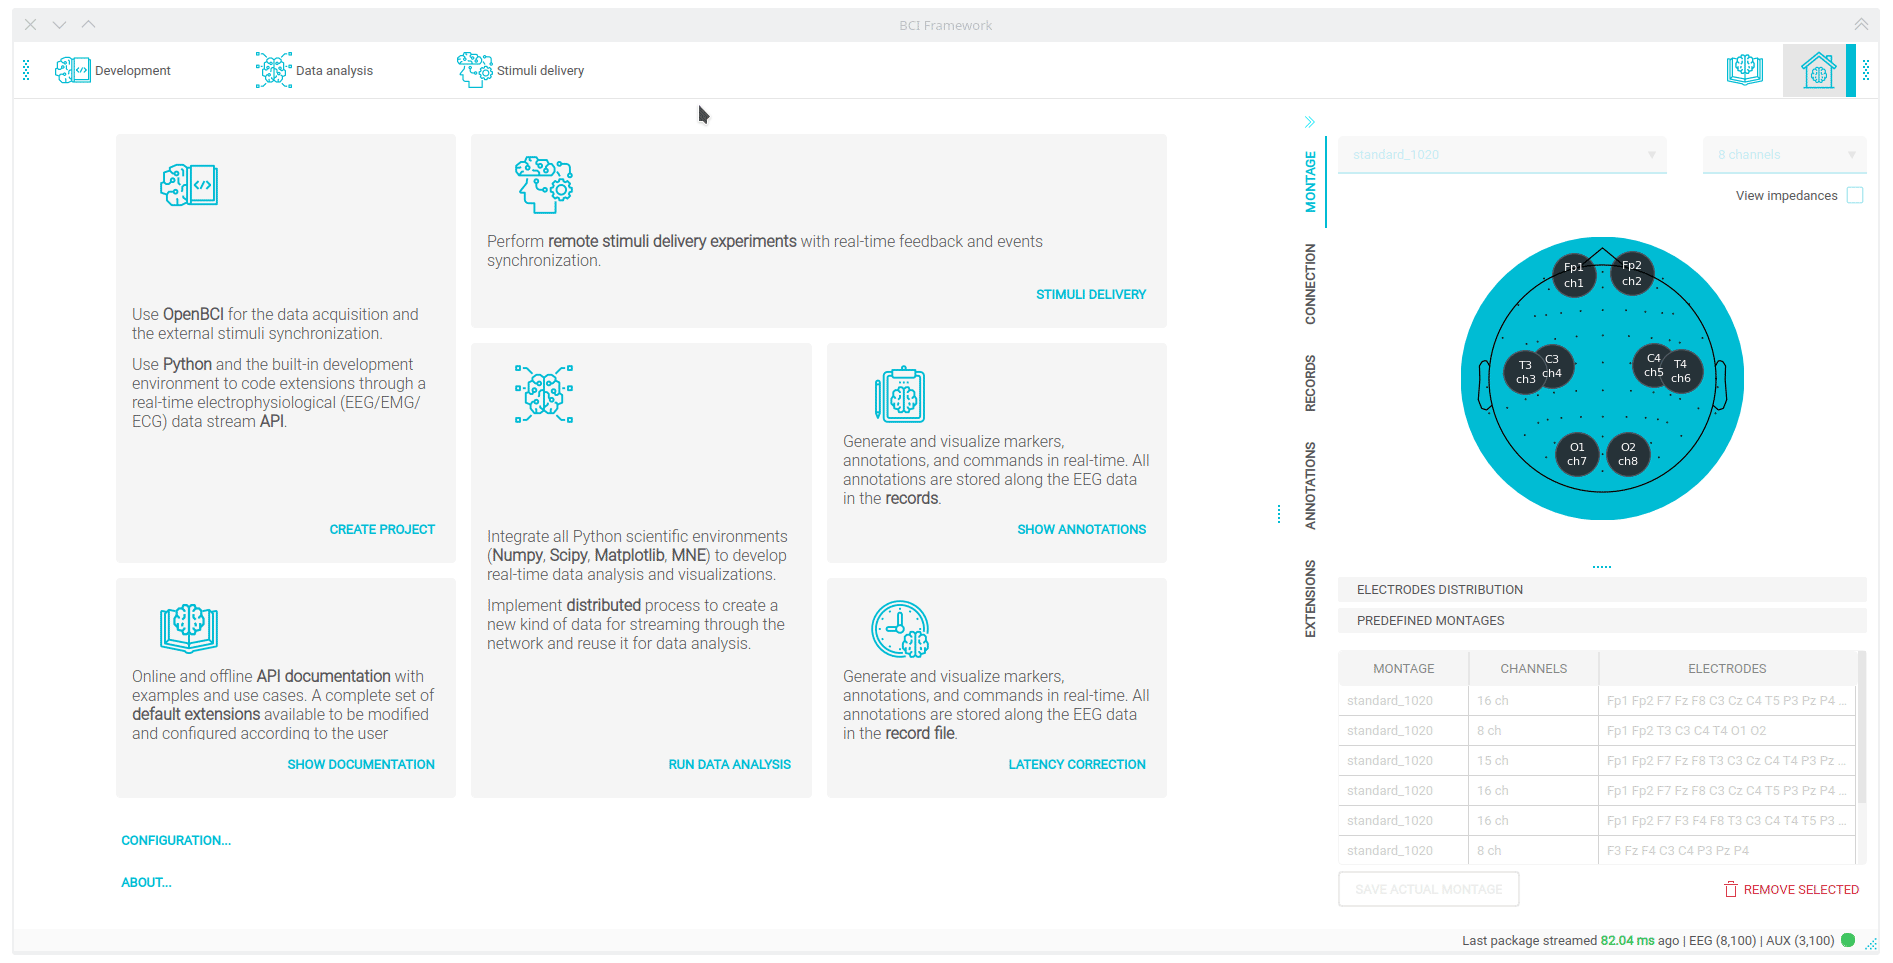 BCI Framework
Development
Data analysis
Stimuli delivery
Use OpenBCI for the data acquisition and
the external stimuli synchronization.
Use Python and the built-in development
environment to code extensions through a
real-time electrophysiological (EEG/EMG/
ECG) data stream API.
CREATE PROJECT
Perform remote stimuli delivery experiments with real-time feedback and events
synchronization.
STIMULI DELIVERY
Integrate all Python scientific environments
(Numpy, Scipy, Matplotlib, MNE) to develop
real-time data analysis and visualizations.
Implement distributed process to create a
new kind of data for streaming through the
network and reuse it for data analysis.
RUN DATA ANALYSIS
Generate and visualize markers,
annotations, and commands in real-time. All
annotations are stored along the EEG data
in the records.
SHOW ANNOTATIONS
Online and offline API documentation with
examples and use cases. A complete set of
default extensions available to be modified
and configured according to the user
SHOW DOCUMENTATION
Generate and visualize markers,
annotations, and commands in real-time. All
annotations are stored along the EEG data
in the record file.
LATENCY CORRECTION
CONFIGURATION...
ABOUT...
MONTAGE
CONNECTION
RECORDS
ANNOTATIONS
EXTENSIONS
standard_1020
8 channels
View impedances
Fp1
ch1
Fp2
ch2
T3
ch3
C3
ch4
C4
ch5
T4
ch6
O1
ch7
O2
ch8
ELECTRODES DISTRIBUTION
PREDEFINED MONTAGES
MONTAGE CHANNELS ELECTRODES
standard_1020 16 ch Fp1 Fp2 F7 Fz F8 C3 Cz C4 T5 P3 Pz P4 ...
standard_1020 8 ch Fp1 Fp2 T3 C3 C4 T4 O1 O2
standard_1020 15 ch Fp1 Fp2 F7 Fz F8 T3 C3 Cz C4 T4 P3 Pz ...
standard_1020 16 ch Fp1 Fp2 F7 Fz F8 C3 Cz C4 T5 P3 Pz P4 ...
standard_1020 16 ch Fp1 Fp2 F7 F3 F4 F8 T3 C3 C4 T4 T5 P3 ...
standard_1020 8 ch F3 Fz F4 C3 C4 P3 Pz P4
SAVE ACTUAL MONTAGE
REMOVE SELECTED
Last package streamed 82.04 ms ago | EEG (8,100) | AUX (3,100)